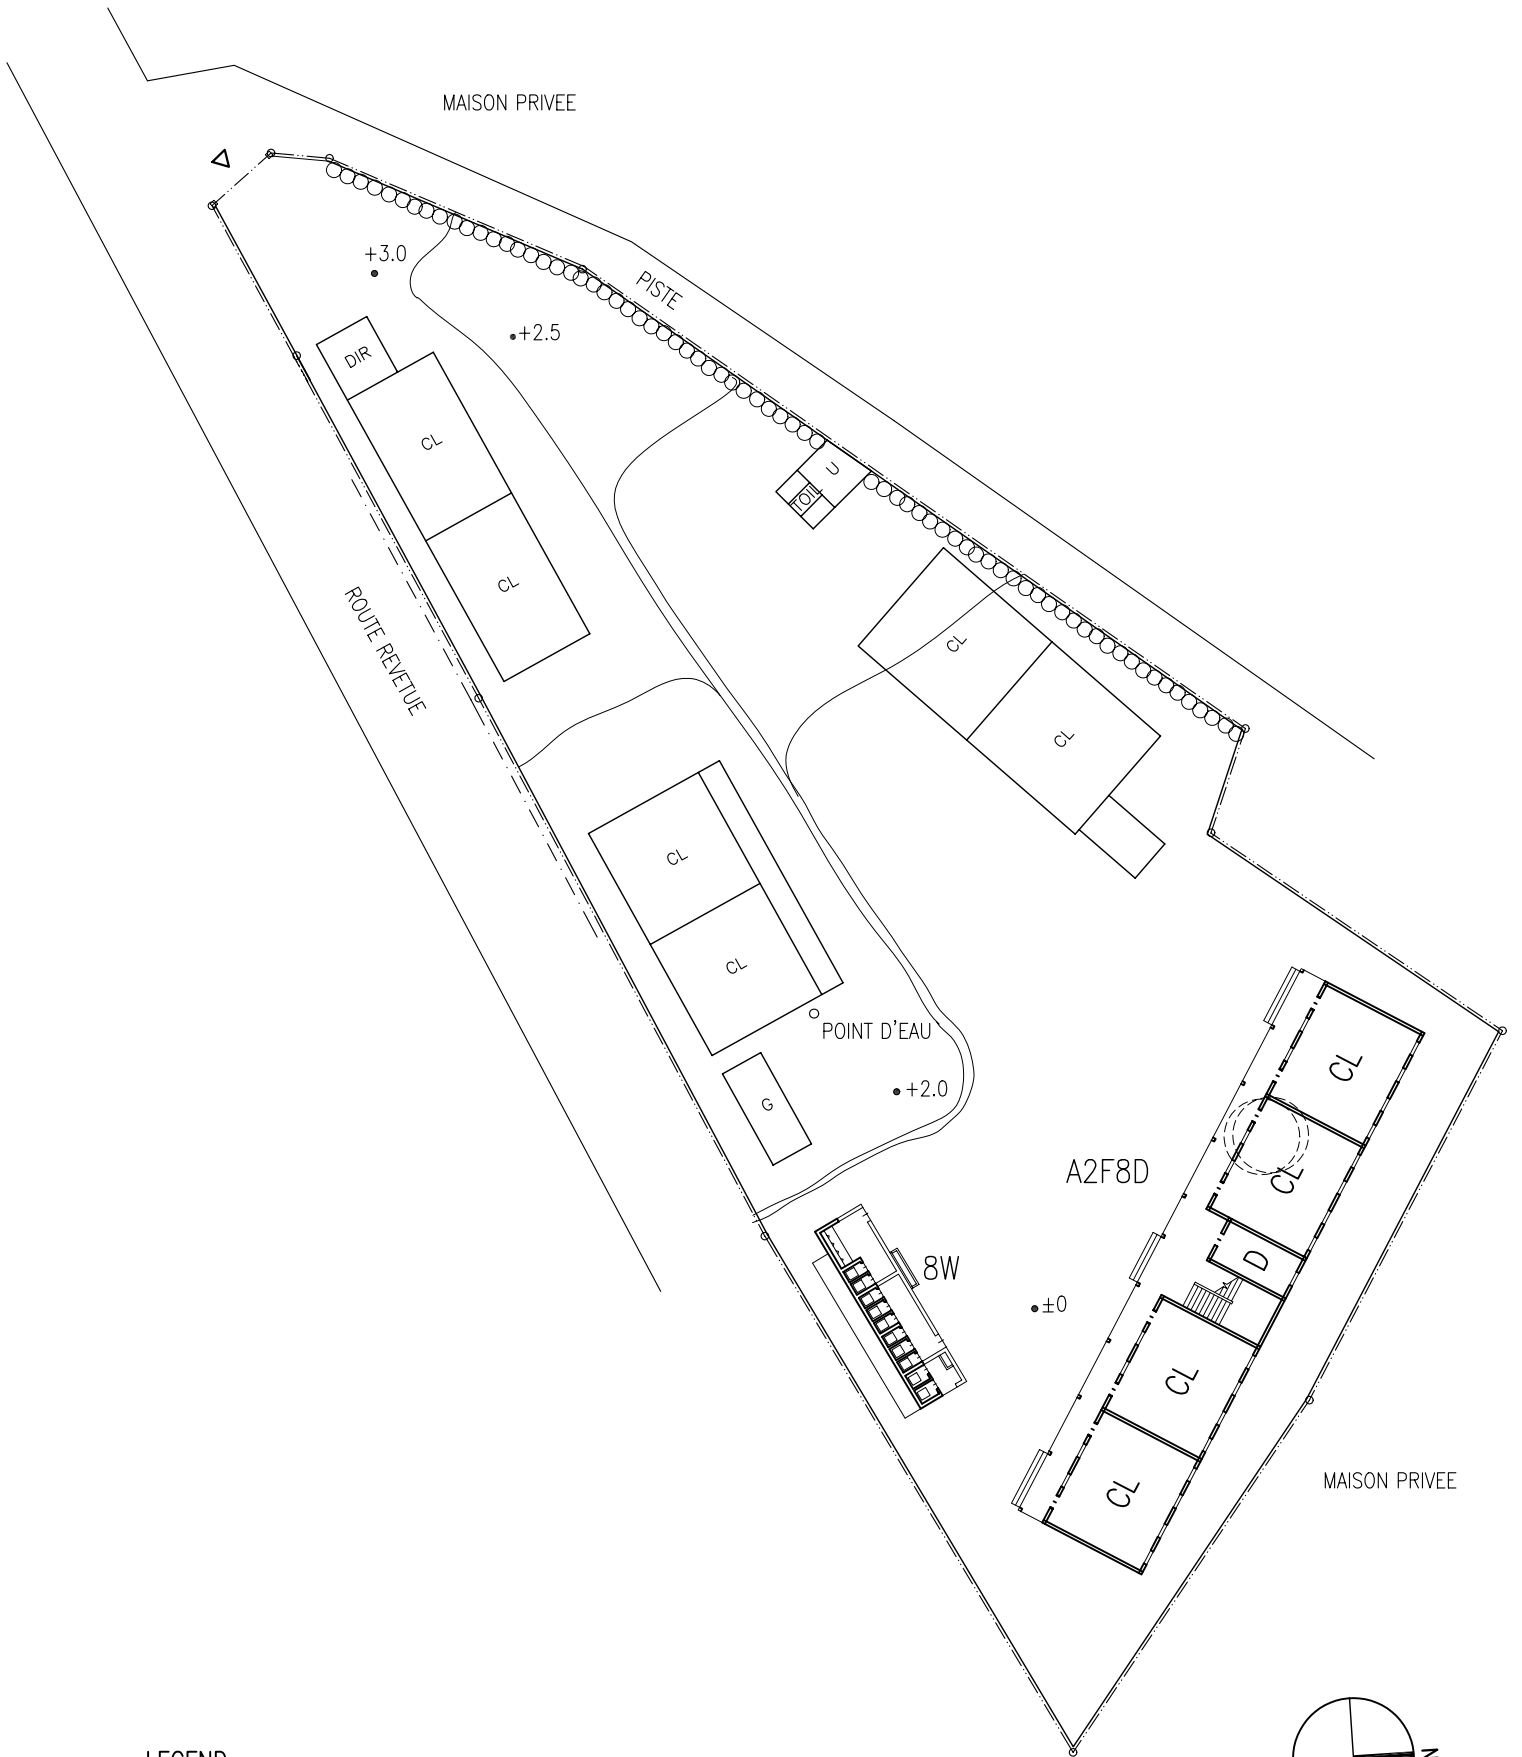 MAISON PRIVEE
+3.0
PISTE
+2.5
DIR
CL
U
TOIL
CL
ROUTE REVETUE
CL
CL
CL
CL
POINT D'EAU
CL
+2.0
G
A2F8D
CL
8W
D
±0
CL
MAISON PRIVEE
CL
LEGEND
N